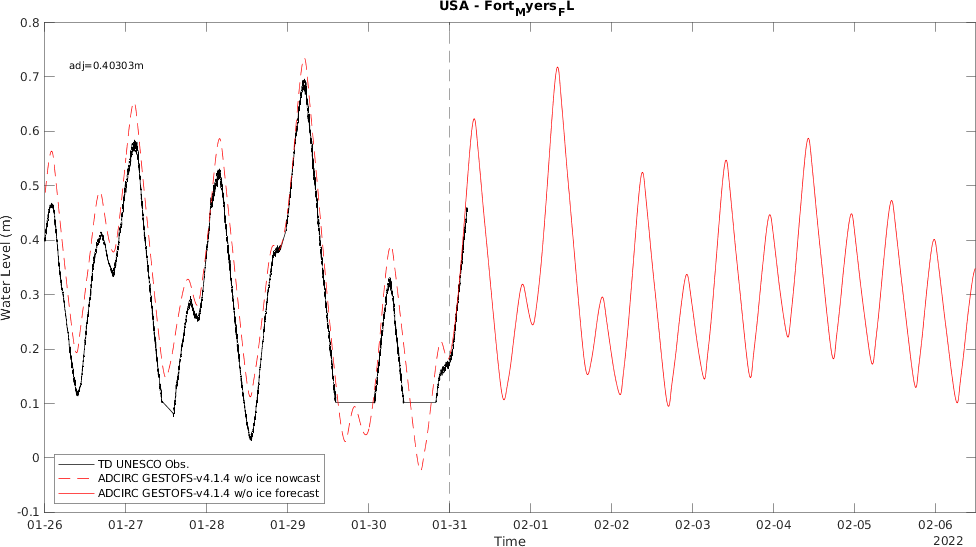 USA - Fort_Myers_FL
adj=0.40303m
0.8
0.7
0.6
0.5
0.4
0.3
0.2
0.1
0
-0.1
Water Level (m)
TD UNESCO Obs.
ADCIRC GESTOFS-v4.1.4 w/o ice nowcast
ADCIRC GESTOFS-v4.1.4 w/o ice forecast
01-26 01-27 01-28 01-29 01-30 01-31 02-01 02-02 02-03 02-04 02-05 02-06
Time
2022